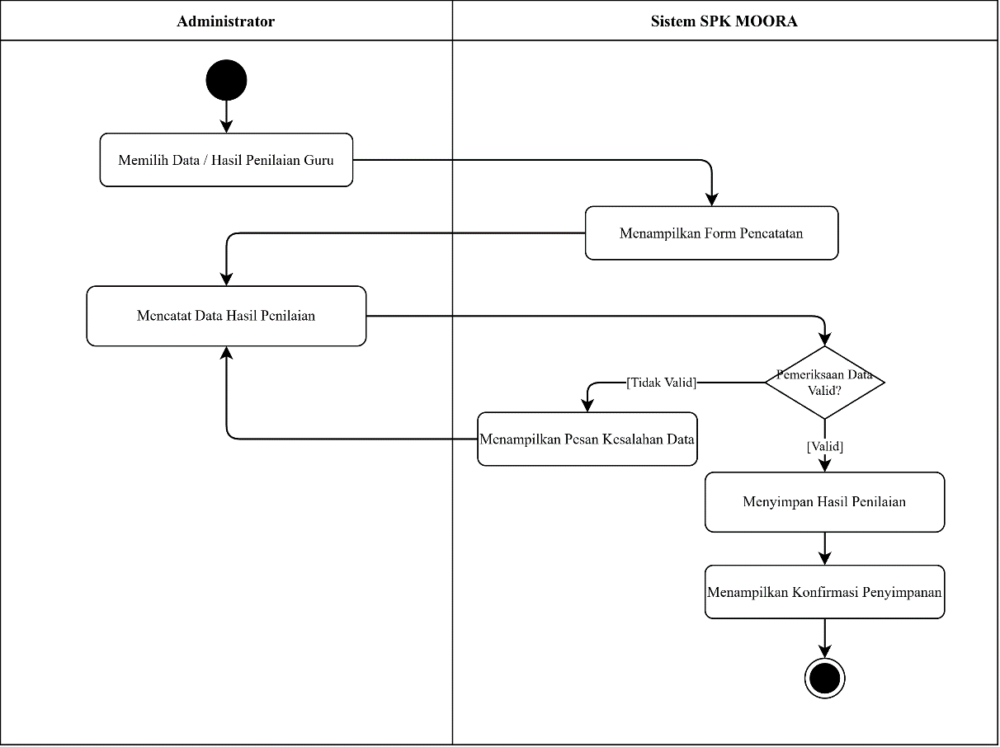 Administrator
Sistem SPK MOORA
Memilih Data / Hasil Penilaian Guru
Menampilkan Form Pencatatan
Mencatat Data Hasil Penilaian
Pemeriksaan Data
Valid?
[Tidak Valid]
Menampilkan Pesan Kesalahan Data
[Valid]
Menyimpan Hasil Penilaian
Menampilkan Konfirmasi Penyimpanan